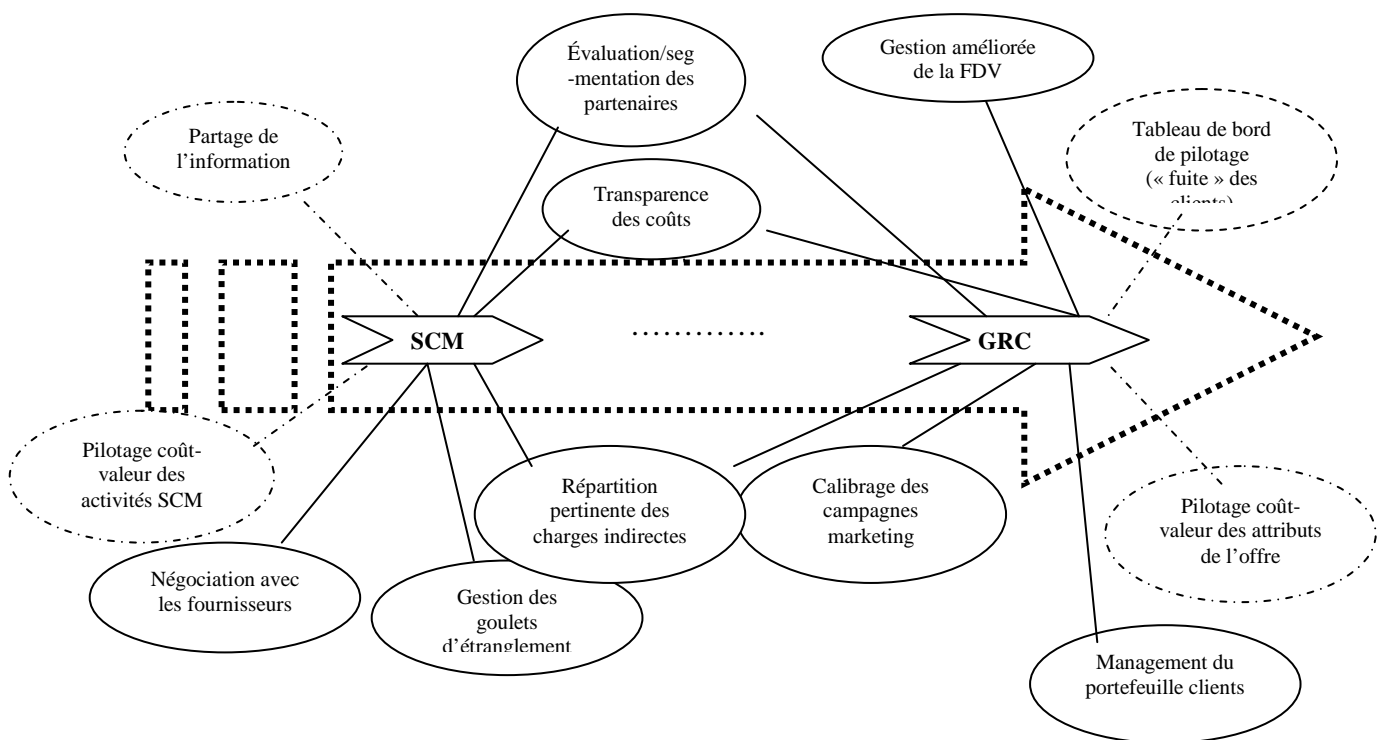 Évaluation/seg
-mentation des
partenaires
Gestion améliorée
de la FDV
Partage de
l’information
Tableau de bord
de pilotage
(« fuite » des
clients)
Transparence
des coûts
SCM
…………
GRC
Pilotage coût-
valeur des
activités SCM
Répartition
pertinente des
charges indirectes
Calibrage des
campagnes
marketing
Pilotage coût-
valeur des attributs
de l’offre
Négociation avec
les fournisseurs
Gestion des
goulets
d’étranglement
Management du
portefeuille clients